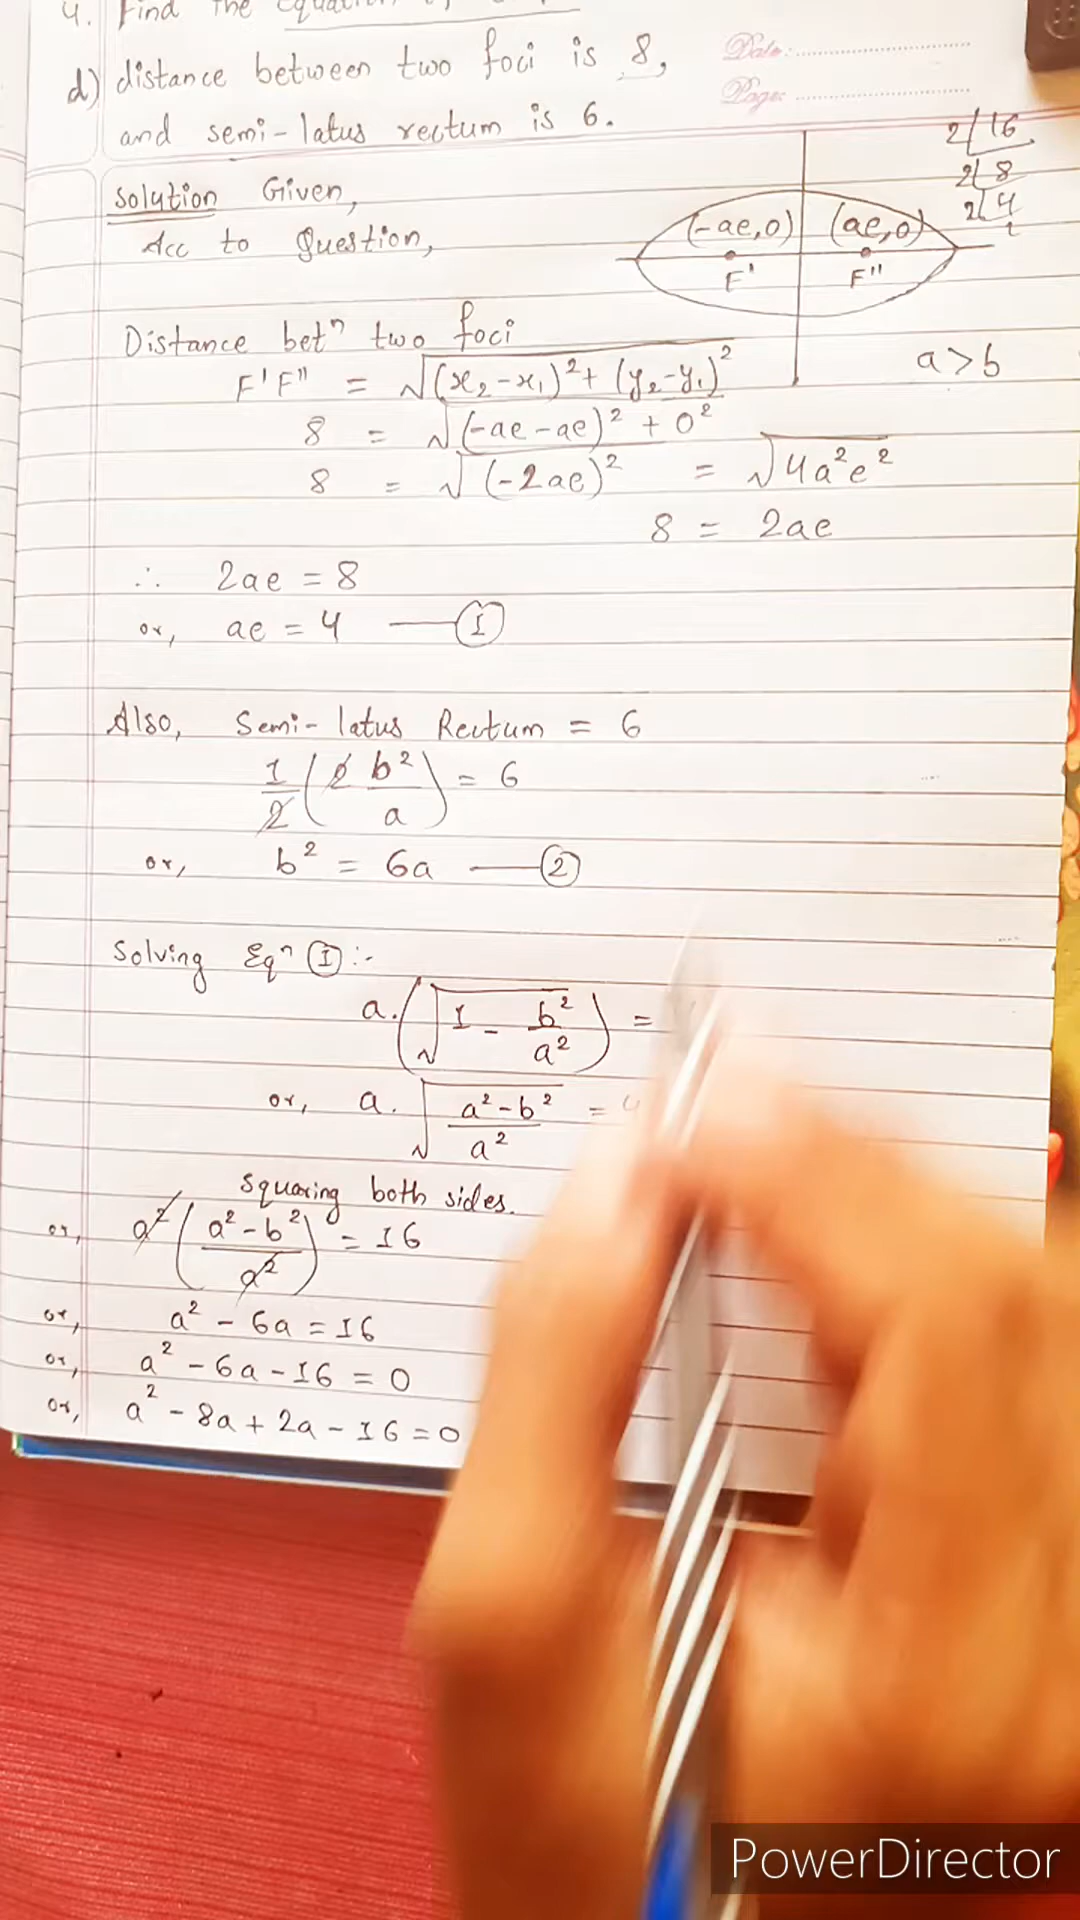 4. Find the Equation of
d) distance between two foci is 8,
and semi-latus rectum is 6.
Date:
Page:
2 | 16
2 | 8
2 | 4
(-ae,0) (ae,0)
F' F"
a > b
Solution Given,
Acc to Question,
Distance betⁿ two foci
F'F" = √(x₂-x₁)²+(y₂-y₁)²
8 = √(-ae-ae)² + 0²
8 = √(-2ae)² = √4a²e²
8 = 2ae
∴ 2ae = 8
or, ae = 4 — ①
Also, Semi-latus Rectum = 6
1/2 (2 b²/a) = 6
or, b² = 6a — ②
Solving Eqⁿ ① :-
a.(√1 - b²/a²) =
or, a. √a²-b²/a² = 4
Squaring both sides.
or, a² (a²-b²/a²) = 16
or, a² - 6a = 16
or, a² - 6a - 16 = 0
or, a² - 8a + 2a - 16 = 0
PowerDirector